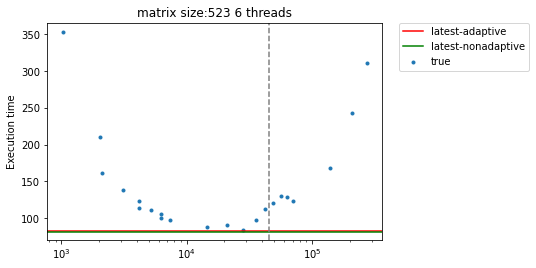 matrix size:523 6 threads
latest-adaptive
latest-nonadaptive
true
Execution time
350
300
250
200
150
100
10³
10⁴
10⁵